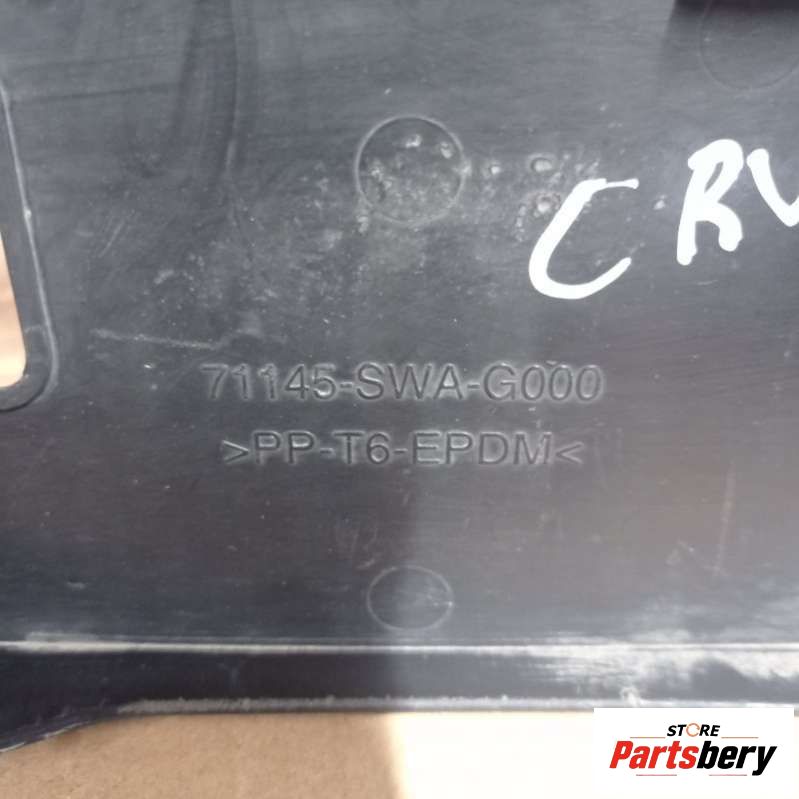 CRV
71145-SWA-G000
>PP-T6-EPDM<
STORE
Partsbery